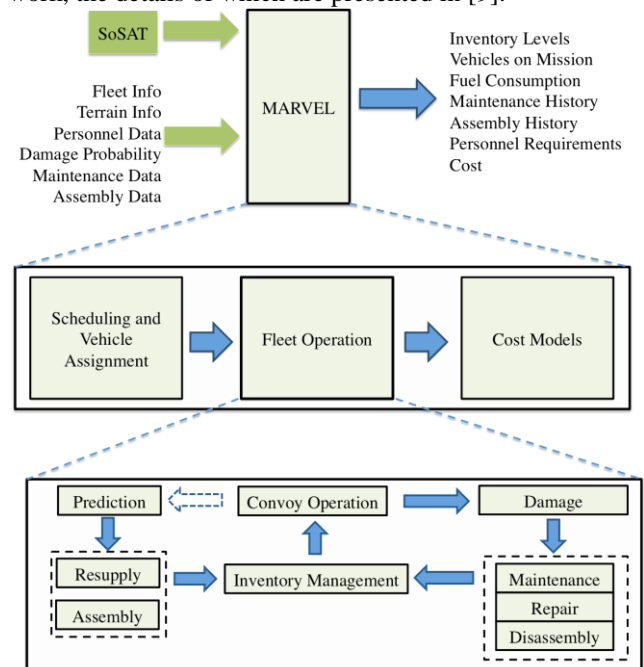 work, the details of which are presented in [9].
SoSAT
Fleet Info
Terrain Info
Personnel Data
Damage Probability
Maintenance Data
Assembly Data
MARVEL
Inventory Levels
Vehicles on Mission
Fuel Consumption
Maintenance History
Assembly History
Personnel Requirements
Cost
Scheduling and
Vehicle
Assignment
Fleet Operation
Cost Models
Prediction
Convoy Operation
Damage
Resupply
Assembly
Inventory Management
Maintenance
Repair
Disassembly